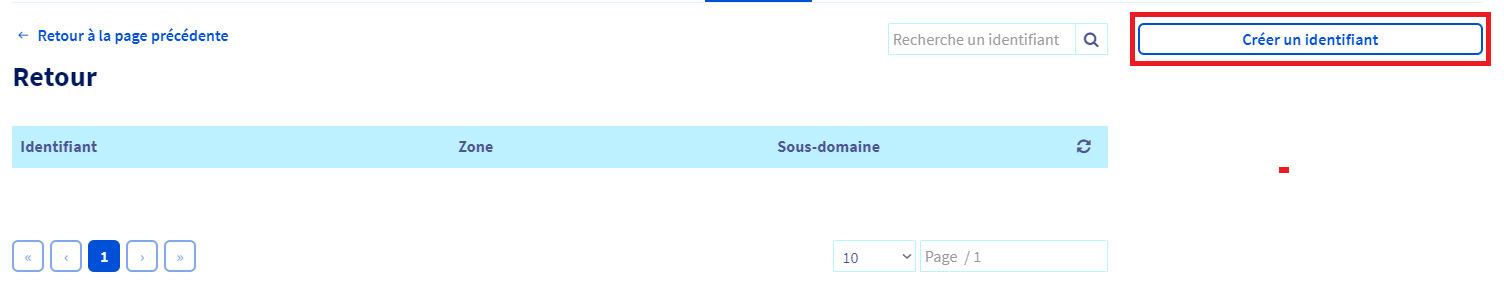 ← Retour à la page précédente
Recherche un identifiant
Créer un identifiant
Retour
Identifiant Zone Sous-domaine
« ‹ 1 › »
10
Page / 1